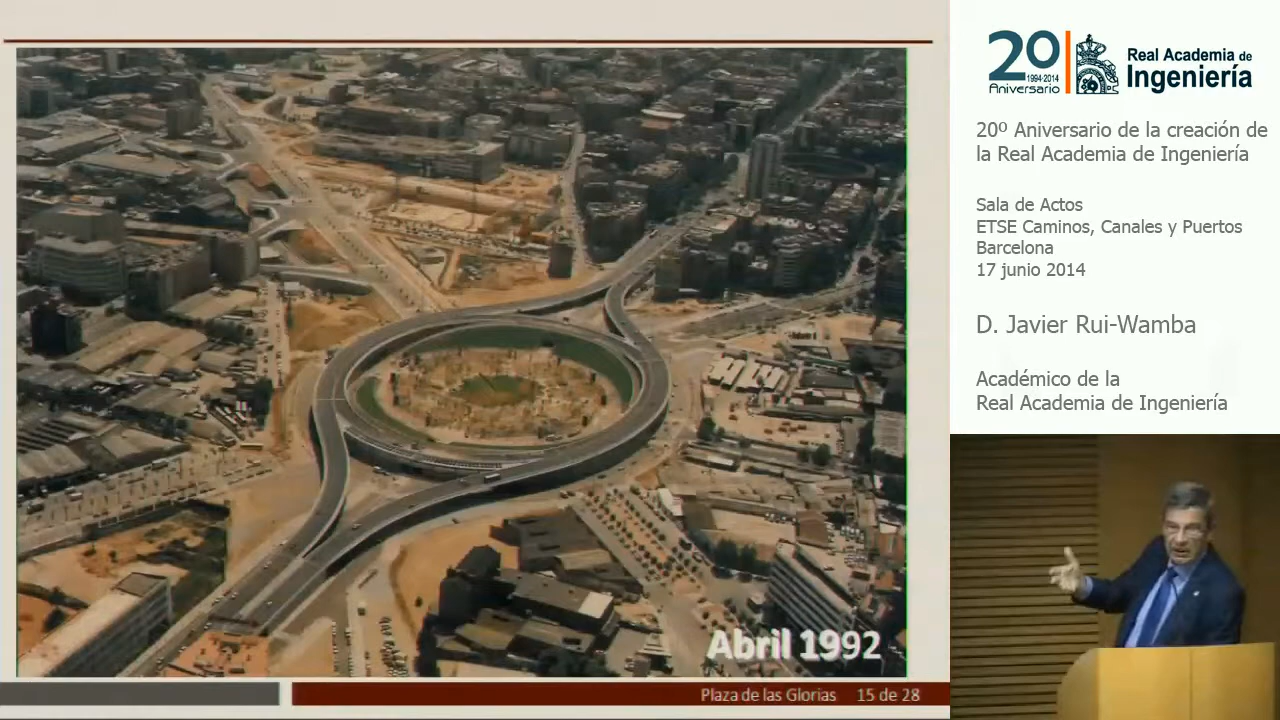 Abril 1992
Plaza de las Glorias 15 de 28
20
1994-2014
Aniversario
Real Academia de
Ingeniería
20º Aniversario de la creación de
la Real Academia de Ingeniería
Sala de Actos
ETSE Caminos, Canales y Puertos
Barcelona
17 junio 2014
D. Javier Rui-Wamba
Académico de la
Real Academia de Ingeniería